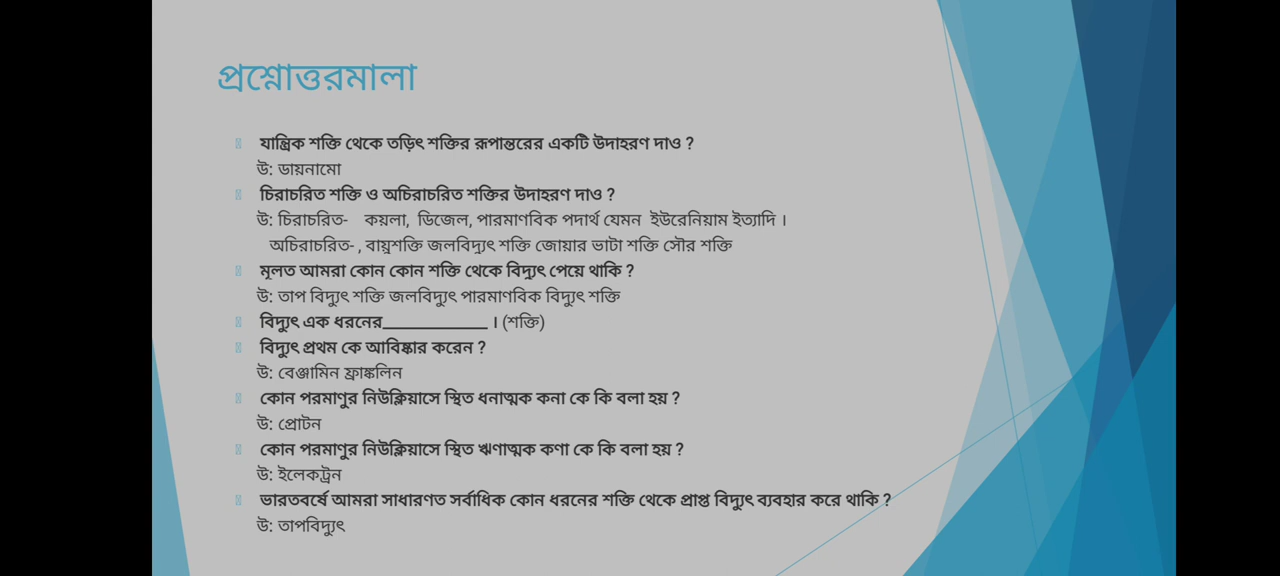 প্রশ্নোত্তরমালা
যান্ত্রিক শক্তি থেকে তড়িৎ শক্তির রূপান্তরের একটি উদাহরণ দাও ?
উ: ডায়নামো
চিরাচরিত শক্তি ও অচিরাচরিত শক্তির উদাহরণ দাও ?
উ: চিরাচরিত- কয়লা, ডিজেল, পারমাণবিক পদার্থ যেমন ইউরেনিয়াম ইত্যাদি ।
অচিরাচরিত- , বায়ুশক্তি জলবিদ্যুৎ শক্তি জোয়ার ভাটা শক্তি সৌর শক্তি
মূলত আমরা কোন কোন শক্তি থেকে বিদ্যুৎ পেয়ে থাকি ?
উ: তাপ বিদ্যুৎ শক্তি জলবিদ্যুৎ পারমাণবিক বিদ্যুৎ শক্তি
বিদ্যুৎ এক ধরনের____________ । (শক্তি)
বিদ্যুৎ প্রথম কে আবিষ্কার করেন ?
উ: বেঞ্জামিন ফ্রাঙ্কলিন
কোন পরমাণুর নিউক্লিয়াসে স্থিত ধনাত্মক কনা কে কি বলা হয় ?
উ: প্রোটন
কোন পরমাণুর নিউক্লিয়াসে স্থিত ঋণাত্মক কণা কে কি বলা হয় ?
উ: ইলেকট্রন
ভারতবর্ষে আমরা সাধারণত সর্বাধিক কোন ধরনের শক্তি থেকে প্রাপ্ত বিদ্যুৎ ব্যবহার করে থাকি ?
উ: তাপবিদ্যুৎ